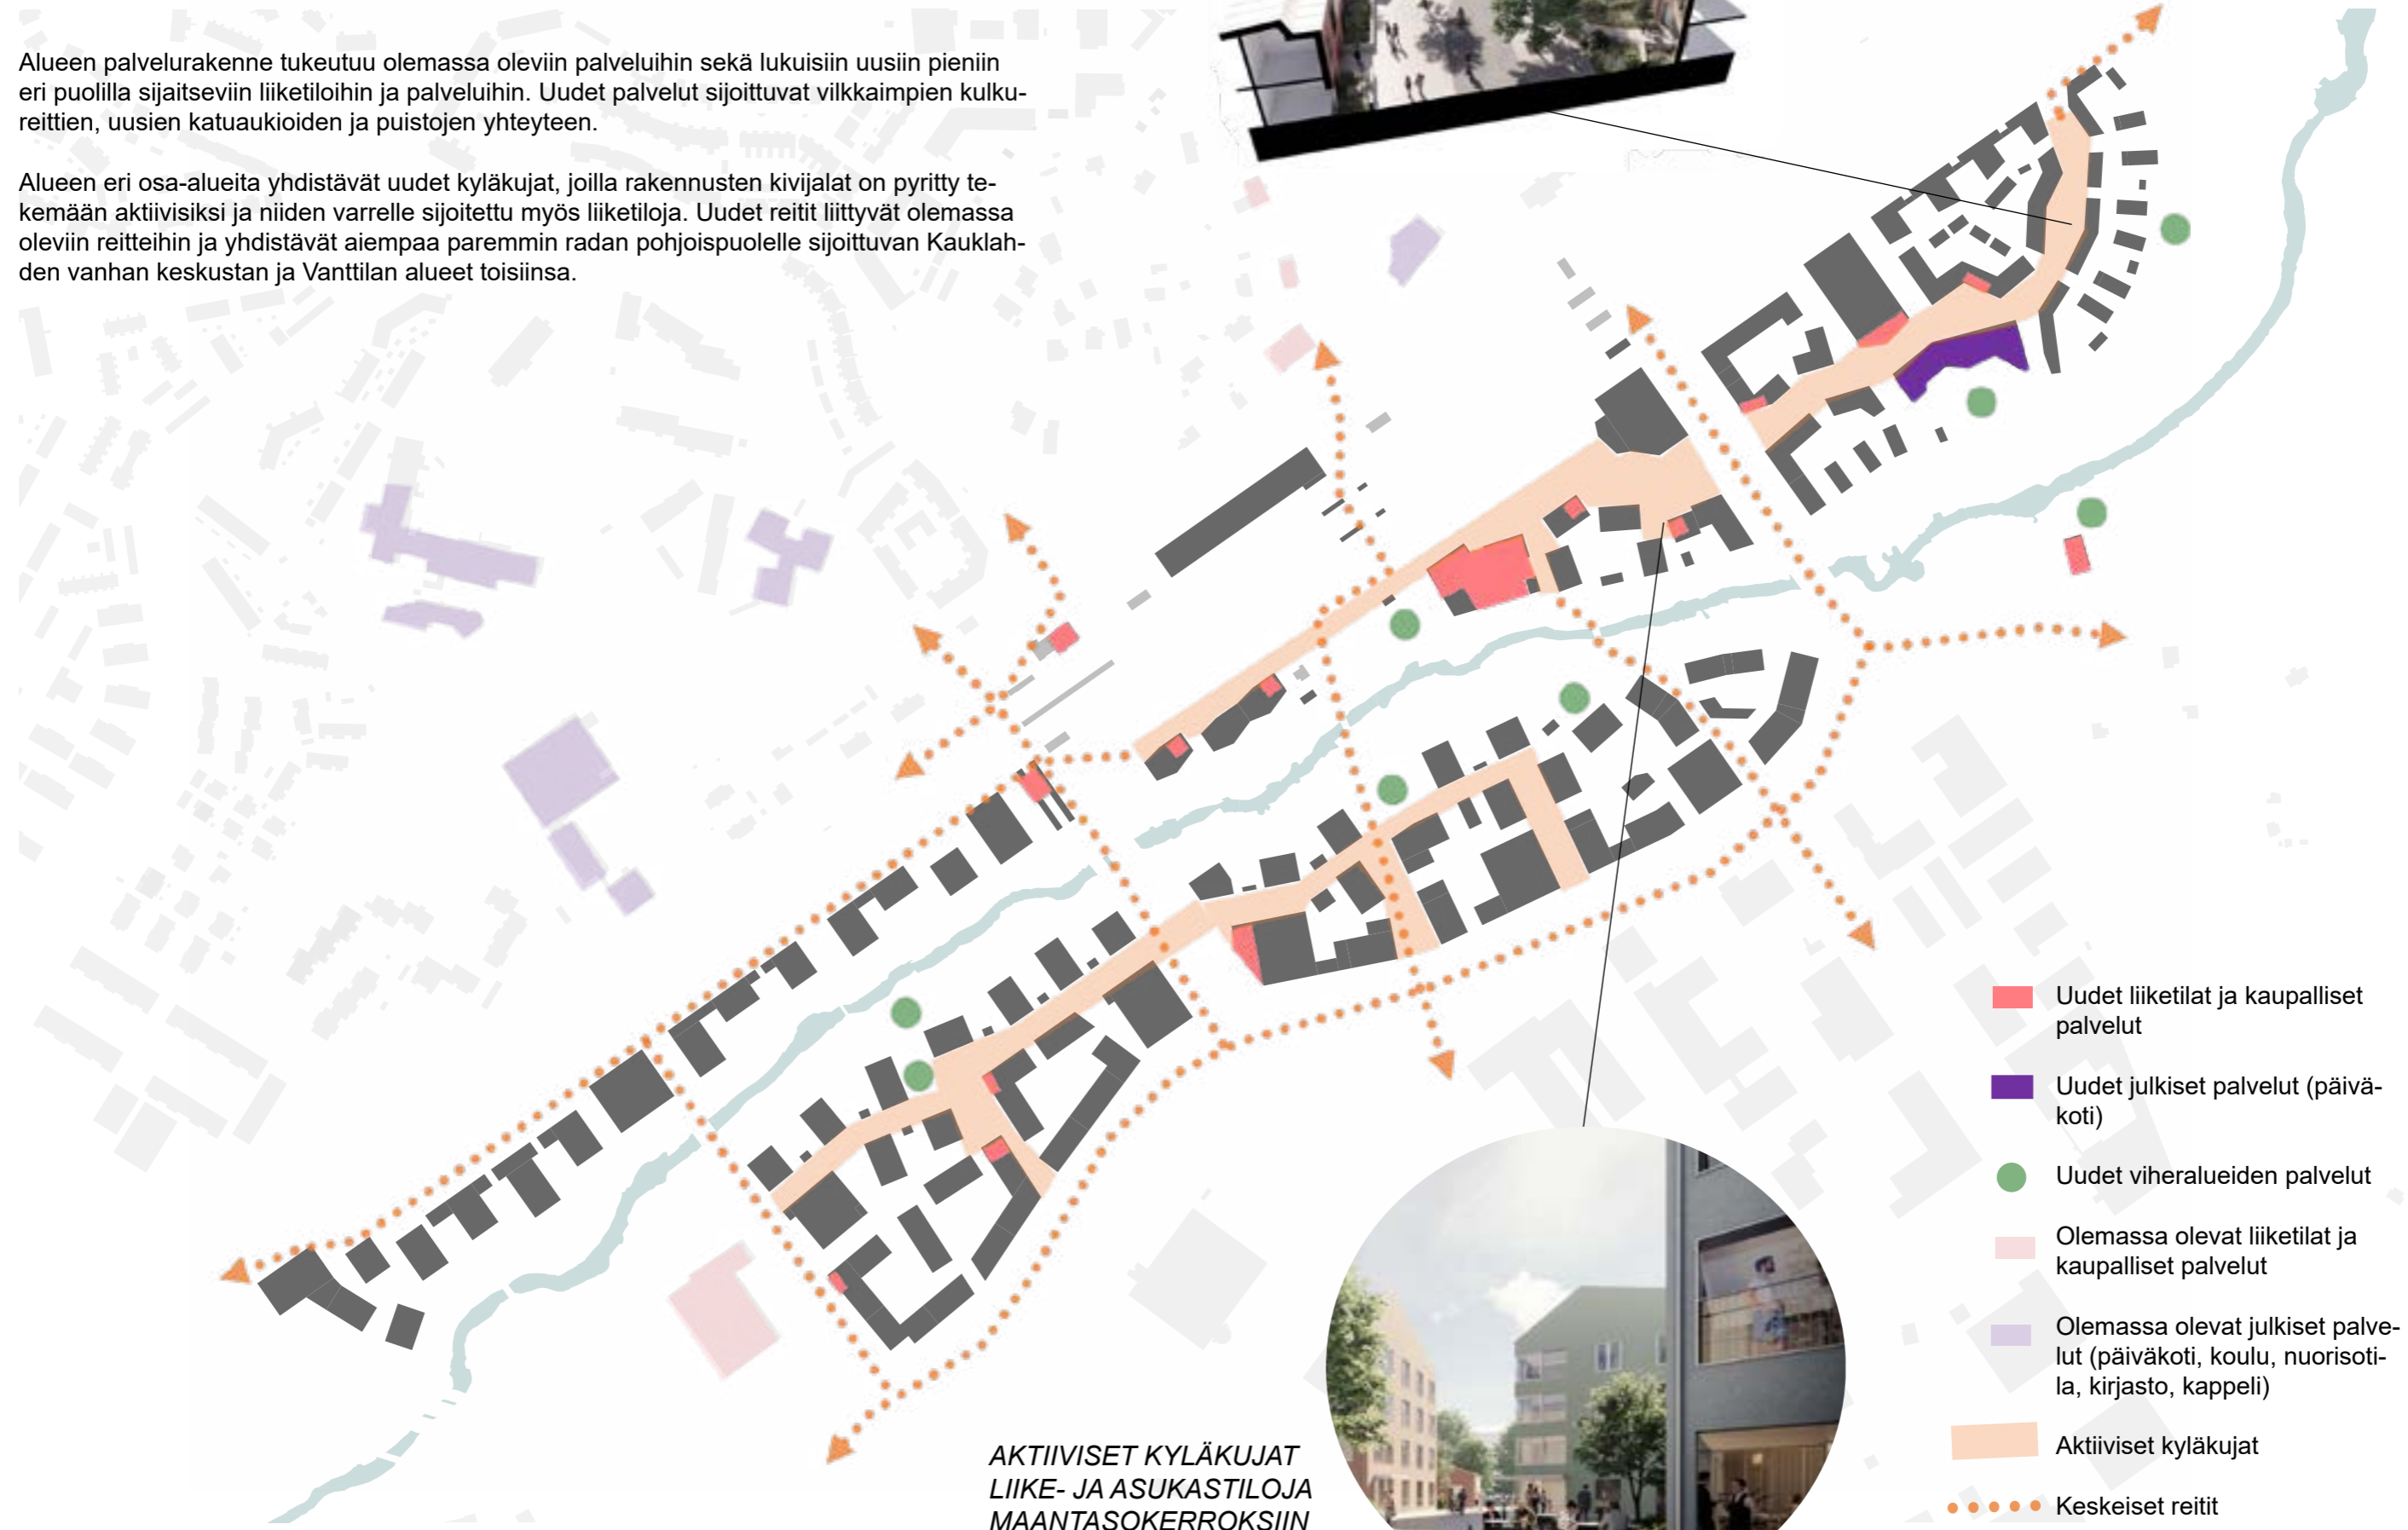 Alueen palvelurakenne tukeutuu olemassa oleviin palveluihin sekä lukuisiin uusiin pieniin
eri puolilla sijaitseviin liiketiloihin ja palveluihin. Uudet palvelut sijoittuvat vilkkaimpien kulku-
reittien, uusien katuaukioiden ja puistojen yhteyteen.
Alueen eri osa-alueita yhdistävät uudet kyläkujat, joilla rakennusten kivijalat on pyritty te-
kemään aktiivisiksi ja niiden varrelle sijoitettu myös liiketiloja. Uudet reitit liittyvät olemassa
oleviin reitteihin ja yhdistävät aiempaa paremmin radan pohjoispuolelle sijoittuvan Kauklah-
den vanhan keskustan ja Vanttilan alueet toisiinsa.
Uudet liiketilat ja kaupalliset
palvelut
Uudet julkiset palvelut (päivä-
koti)
Uudet viheralueiden palvelut
Olemassa olevat liiketilat ja
kaupalliset palvelut
Olemassa olevat julkiset palve-
lut (päiväkoti, koulu, nuorisoti-
la, kirjasto, kappeli)
Aktiiviset kyläkujat
Keskeiset reitit
AKTIIVISET KYLÄKUJAT
LIIKE- JA ASUKASTILOJA
MAANTASOKERROKSIIN